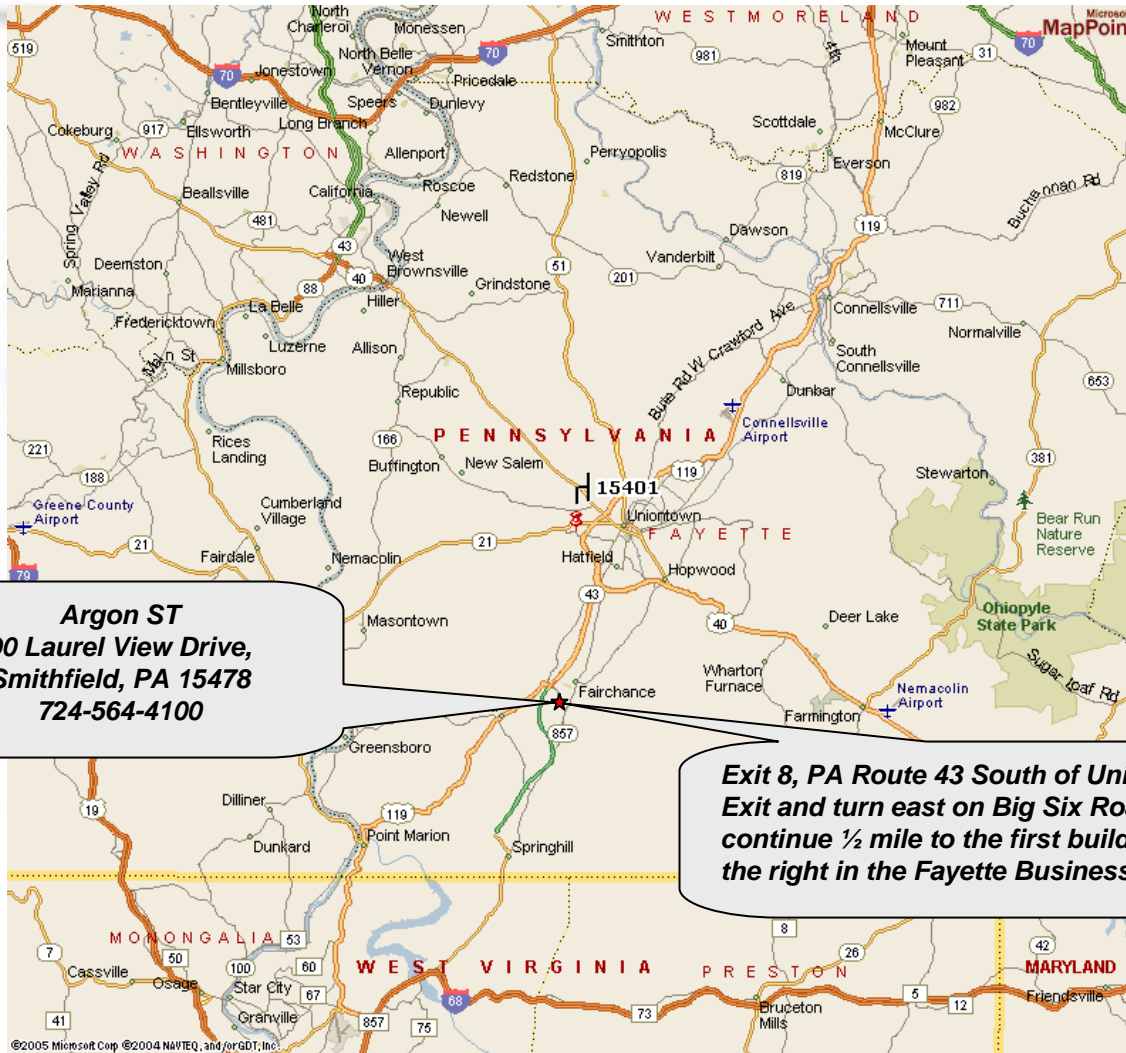 North Charleroi
Monessen
WESTMORELAND
Microso
MapPoin
519
70
Smithton
981
4th
Mount Pleasant
31
70
North Belle Vernon
70
Jonestown
Pricedale
Bentleyville
Speers
Dunlevy
982
Cokeburg
917
Ellsworth
Long Branch
Scottdale
McClure
WASHINGTON
Allenport
Perryopolis
Everson
Spring Valley Rd
Beallsville
California
Roscoe
Redstone
819
Buchannan Rd
481
Newell
119
43
Dawson
Deemston
West Brownsville
51
Vanderbilt
Marianna
88
40
Hiller
Grindstone
201
La Belle
Connellsville
711
Fredericktown
Luzerne
Allison
Bute Rd W Crawford Ave
Normalville
Main St
Millsboro
South Connellsville
Republic
Dunbar
653
Connellsville Airport
Rices Landing
166
PENNSYLVANIA
221
188
Buffington
New Salem
119
381
Stewarton
Greene County Airport
Cumberland Village
15401
Uniontown
FAYETTE
Bear Run Nature Reserve
21
Fairdale
Nemacolin
21
Hatfield
Hopwood
79
43
Argon ST
00 Laurel View Drive,
Smithfield, PA 15478
724-564-4100
Masontown
40
Deer Lake
Ohiopyle State Park
Wharton Furnace
Sugar Loaf Rd
Fairchance
Nemacolin Airport
Farmington
857
Greensboro
Exit 8, PA Route 43 South of Uni
Exit and turn east on Big Six Roa
continue ½ mile to the first build
the right in the Fayette Business
19
Dilliner
119
Dunkard
Point Marion
Springhill
MONONGALIA
53
8
7
50
26
42
Cassville
100
60
WEST VIRGINIA
PRESTON
MARYLAND
Osage
Star City
67
68
5
12
Friendsville
41
Granville
857
75
73
Bruceton Mills
©2005 Microsoft Corp ©2004 NAVTEQ, and/or GDT, Inc.